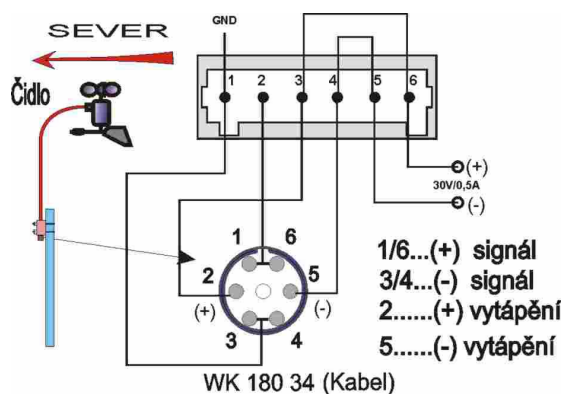 GND
SEVER
Čidlo
1 2 3 4 5 6
(+)
30V/0,5A
(-)
1 6
2 5
(+) (-)
3 4
1/6...(+) signál
3/4...(-) signál
2......(+) vytápění
5......(-) vytápění
WK 180 34 (Kabel)